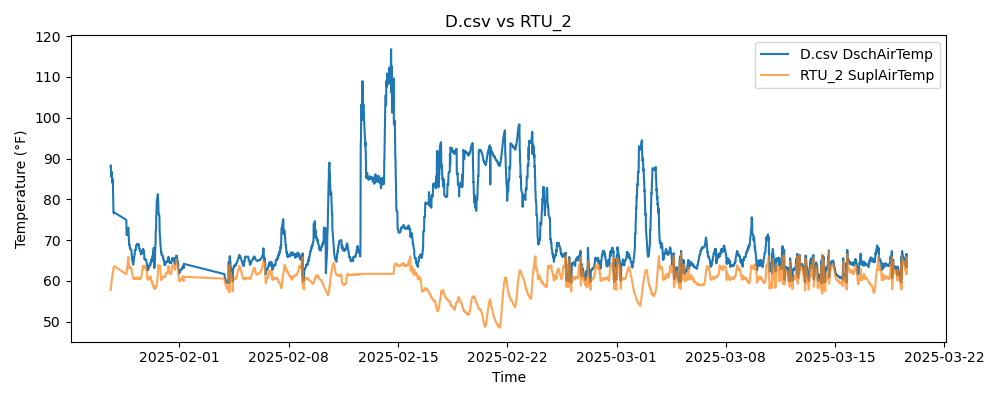 D.csv vs RTU_2
D.csv DschAirTemp
RTU_2 SuplAirTemp
Temperature (°F)
120
110
100
90
80
70
60
50
2025-02-01 2025-02-08 2025-02-15 2025-02-22 2025-03-01 2025-03-08 2025-03-15 2025-03-22
Time